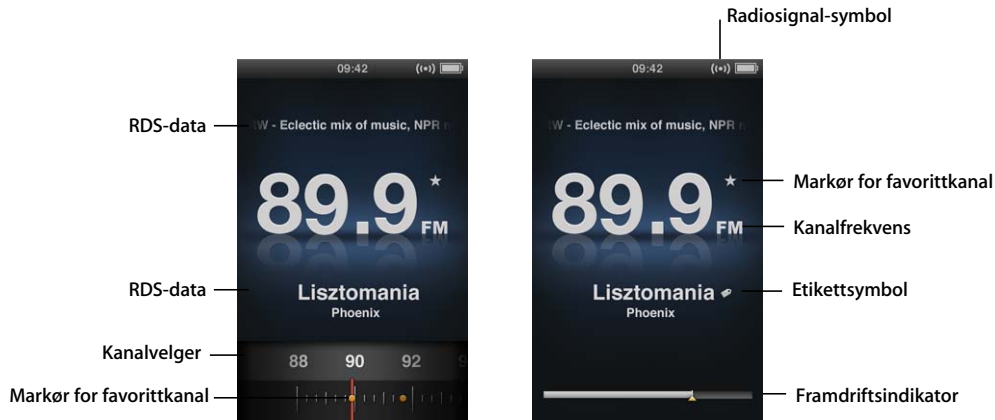 Radiosignal-symbol
09:42
RDS-data
- Eclectic mix of music, NPR
89.9 FM
RDS-data
Lisztomania
Phoenix
Kanalvelger
88 90 92
Markør for favorittkanal
09:42
- Eclectic mix of music, NPR
89.9 FM
Markør for favorittkanal
Kanalfrekvens
Lisztomania
Etikettsymbol
Phoenix
Framdriftsindikator